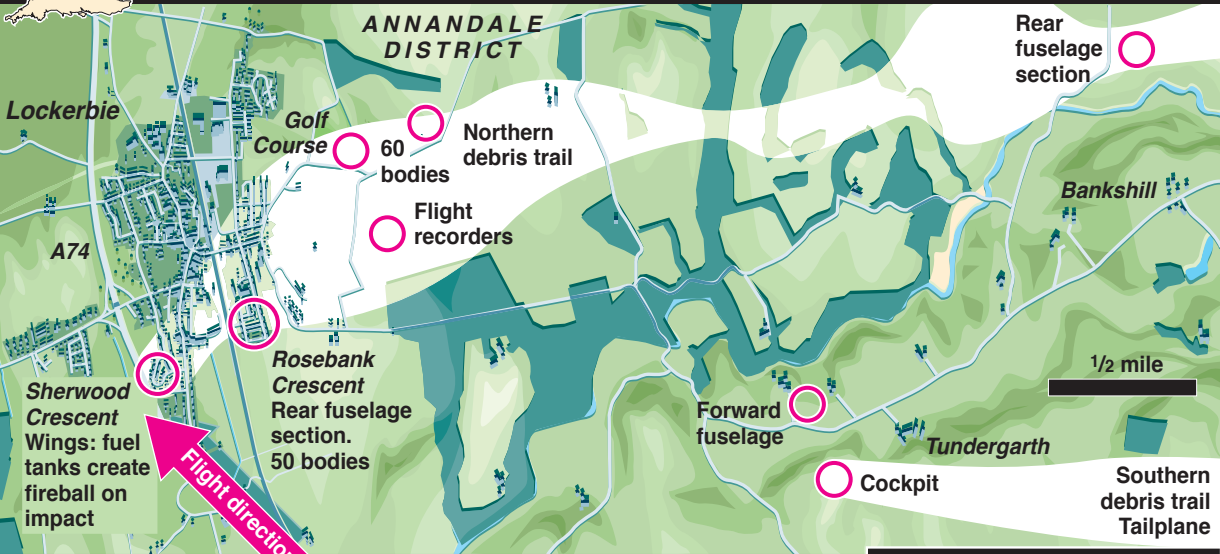 ANNANDALE
DISTRICT
Rear
fuselage
section
Lockerbie
Golf
Course
60
bodies
Northern
debris trail
Flight
recorders
Bankshill
A74
1/2 mile
Rosebank
Crescent
Rear fuselage
section.
50 bodies
Sherwood
Crescent
Wings: fuel
tanks create
fireball on
impact
Flight direction
Forward
fuselage
Tundergarth
Cockpit
Southern
debris trail
Tailplane